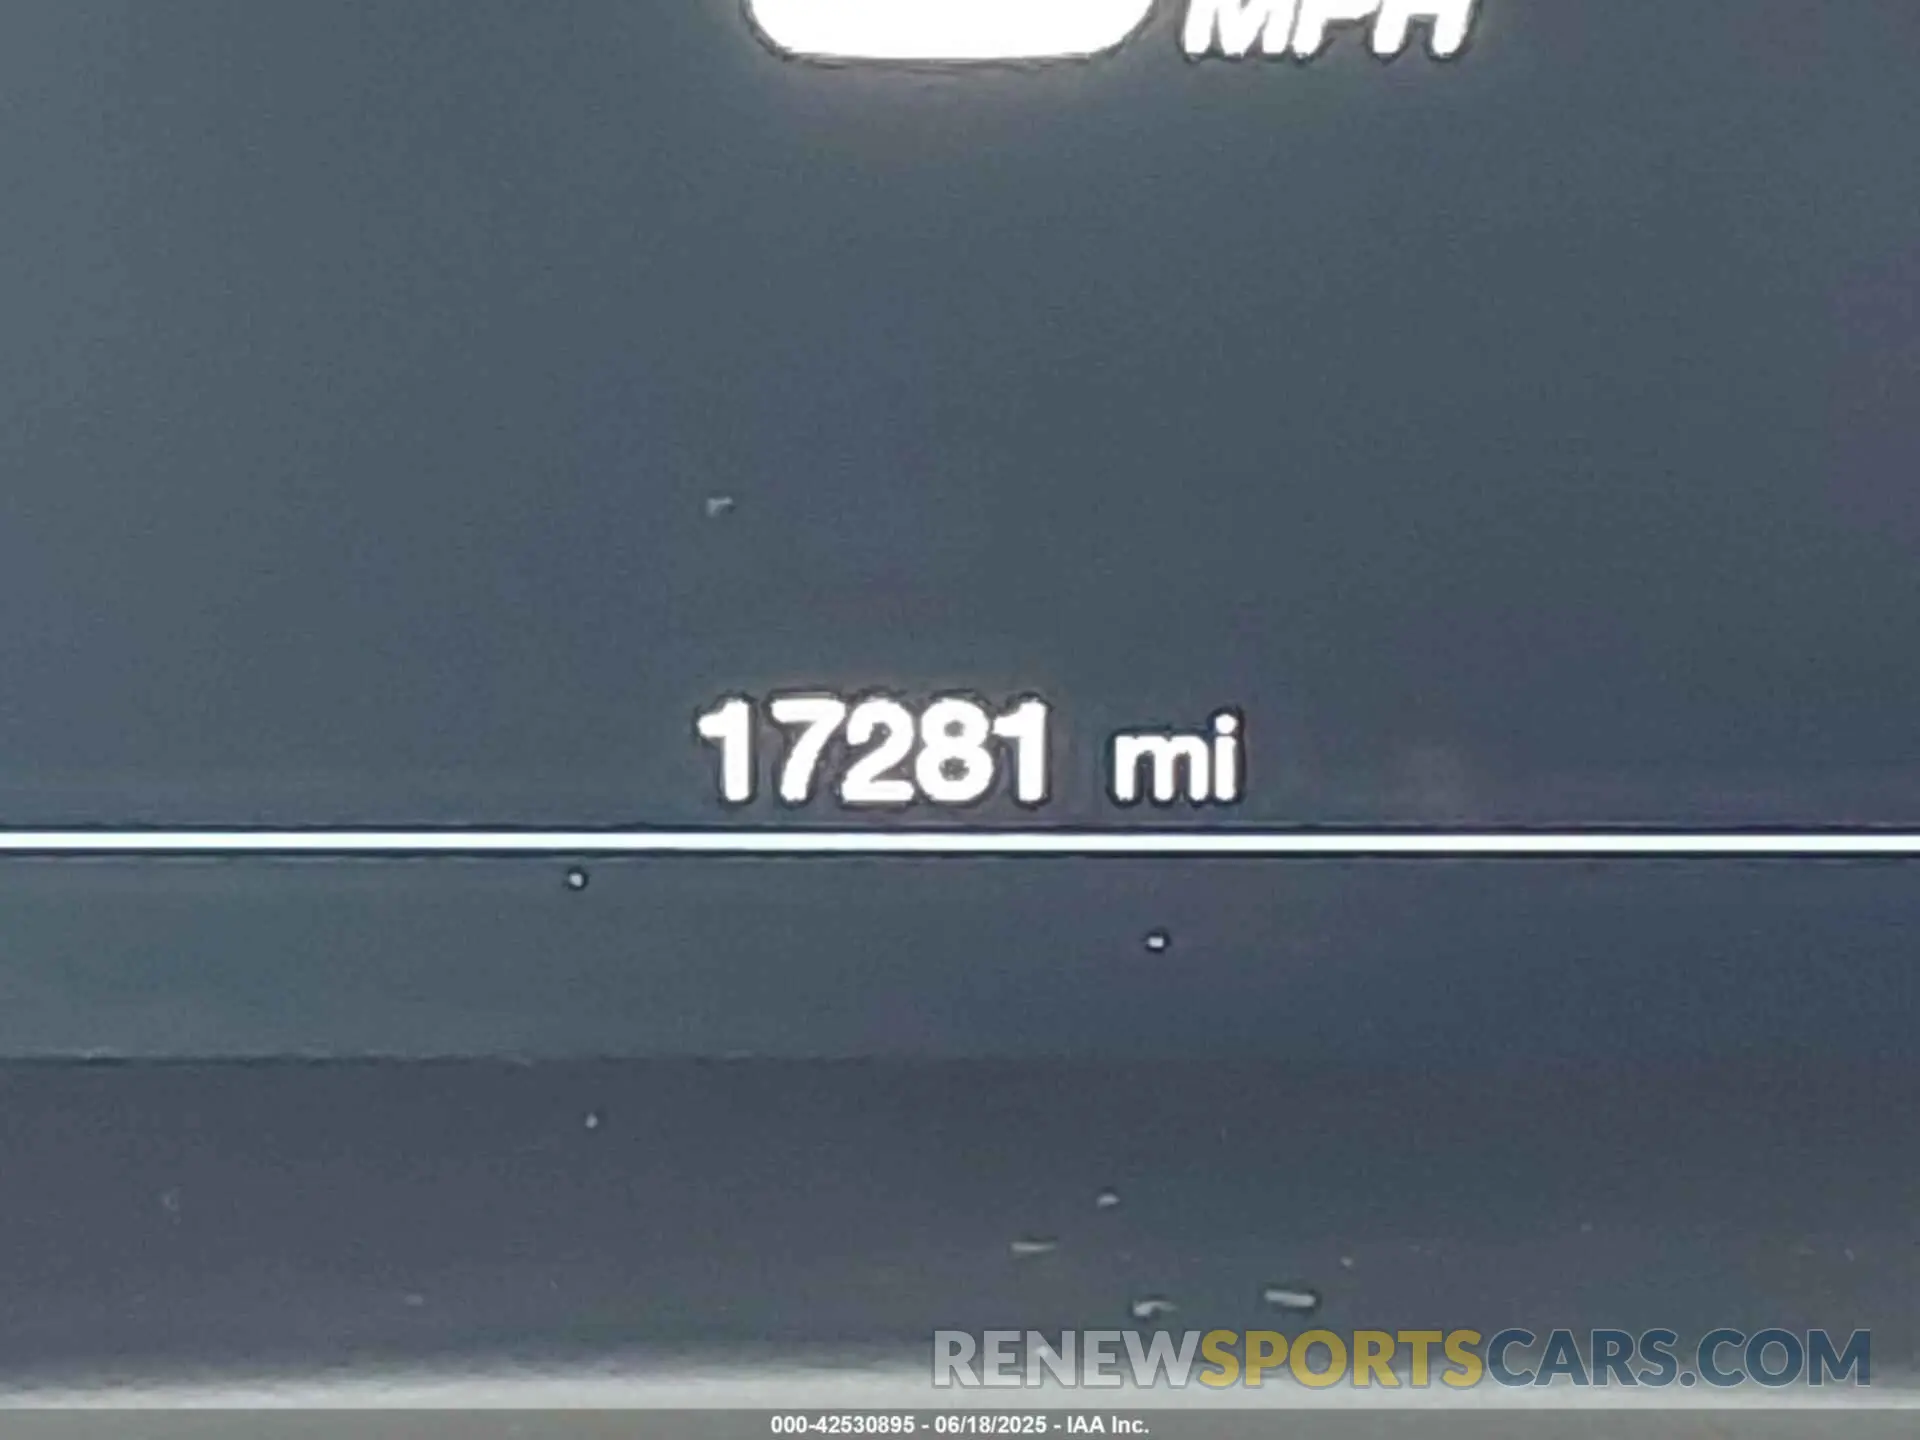 MPH
17281 mi
RENEWSPORTSCARS.COM
000-42530895 - 06/18/2025 - IAA Inc.